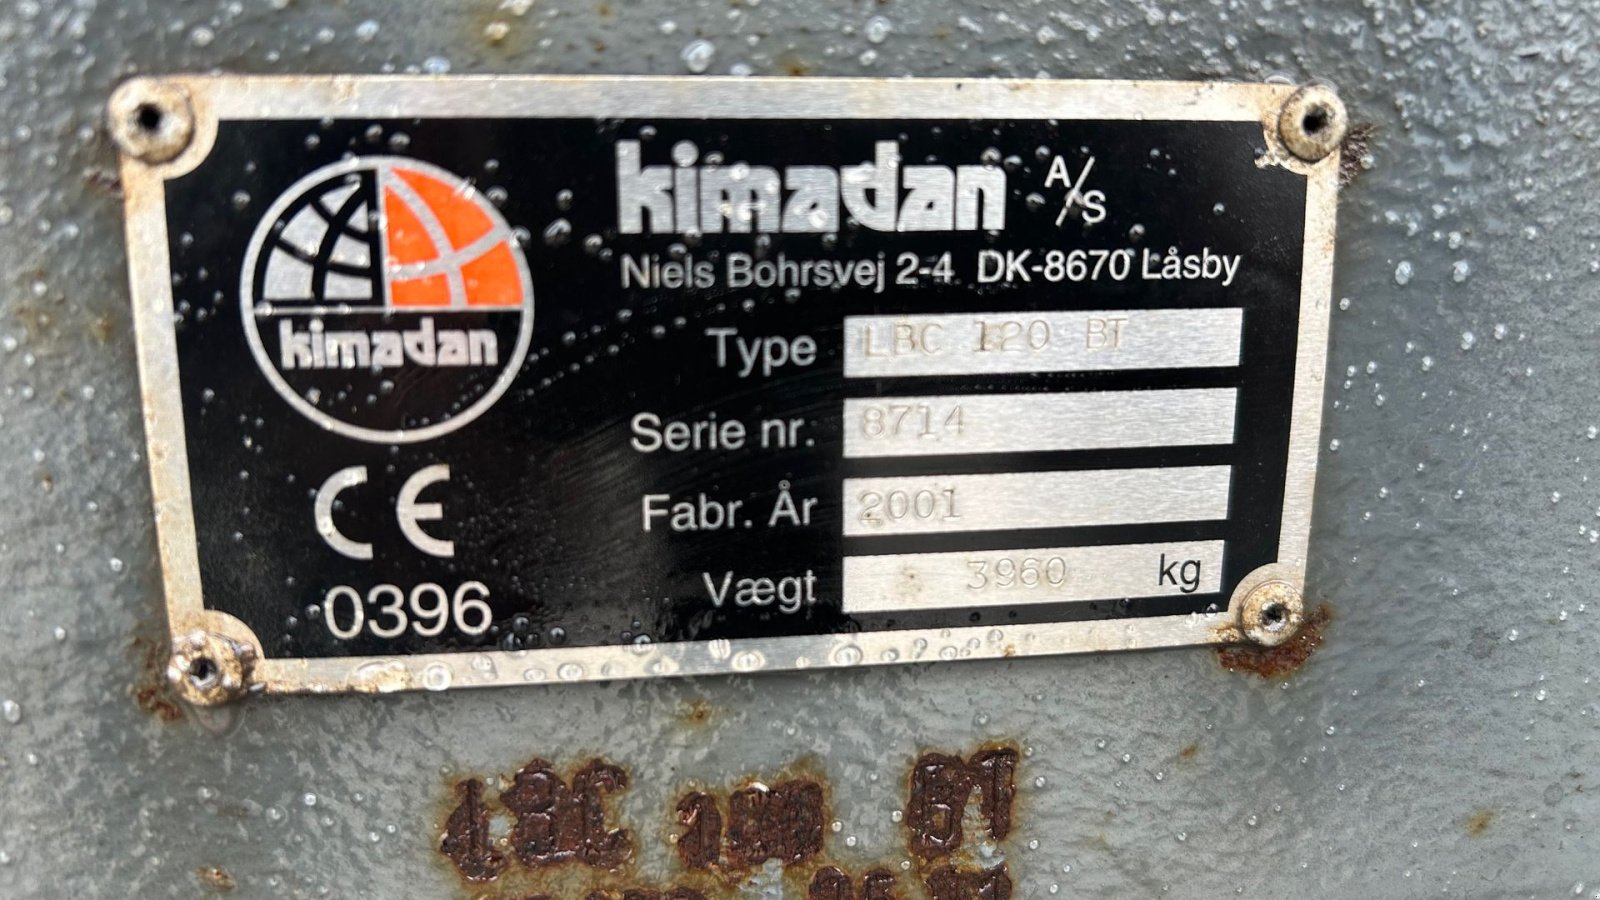 kimadan A/S
Niels Bohrsvej 2-4 DK-8670 Låsby
kimadan
Type LBC 120 BT
Serie nr. 8714
Fabr. År 2001
Vægt 3960 kg
CE
0396